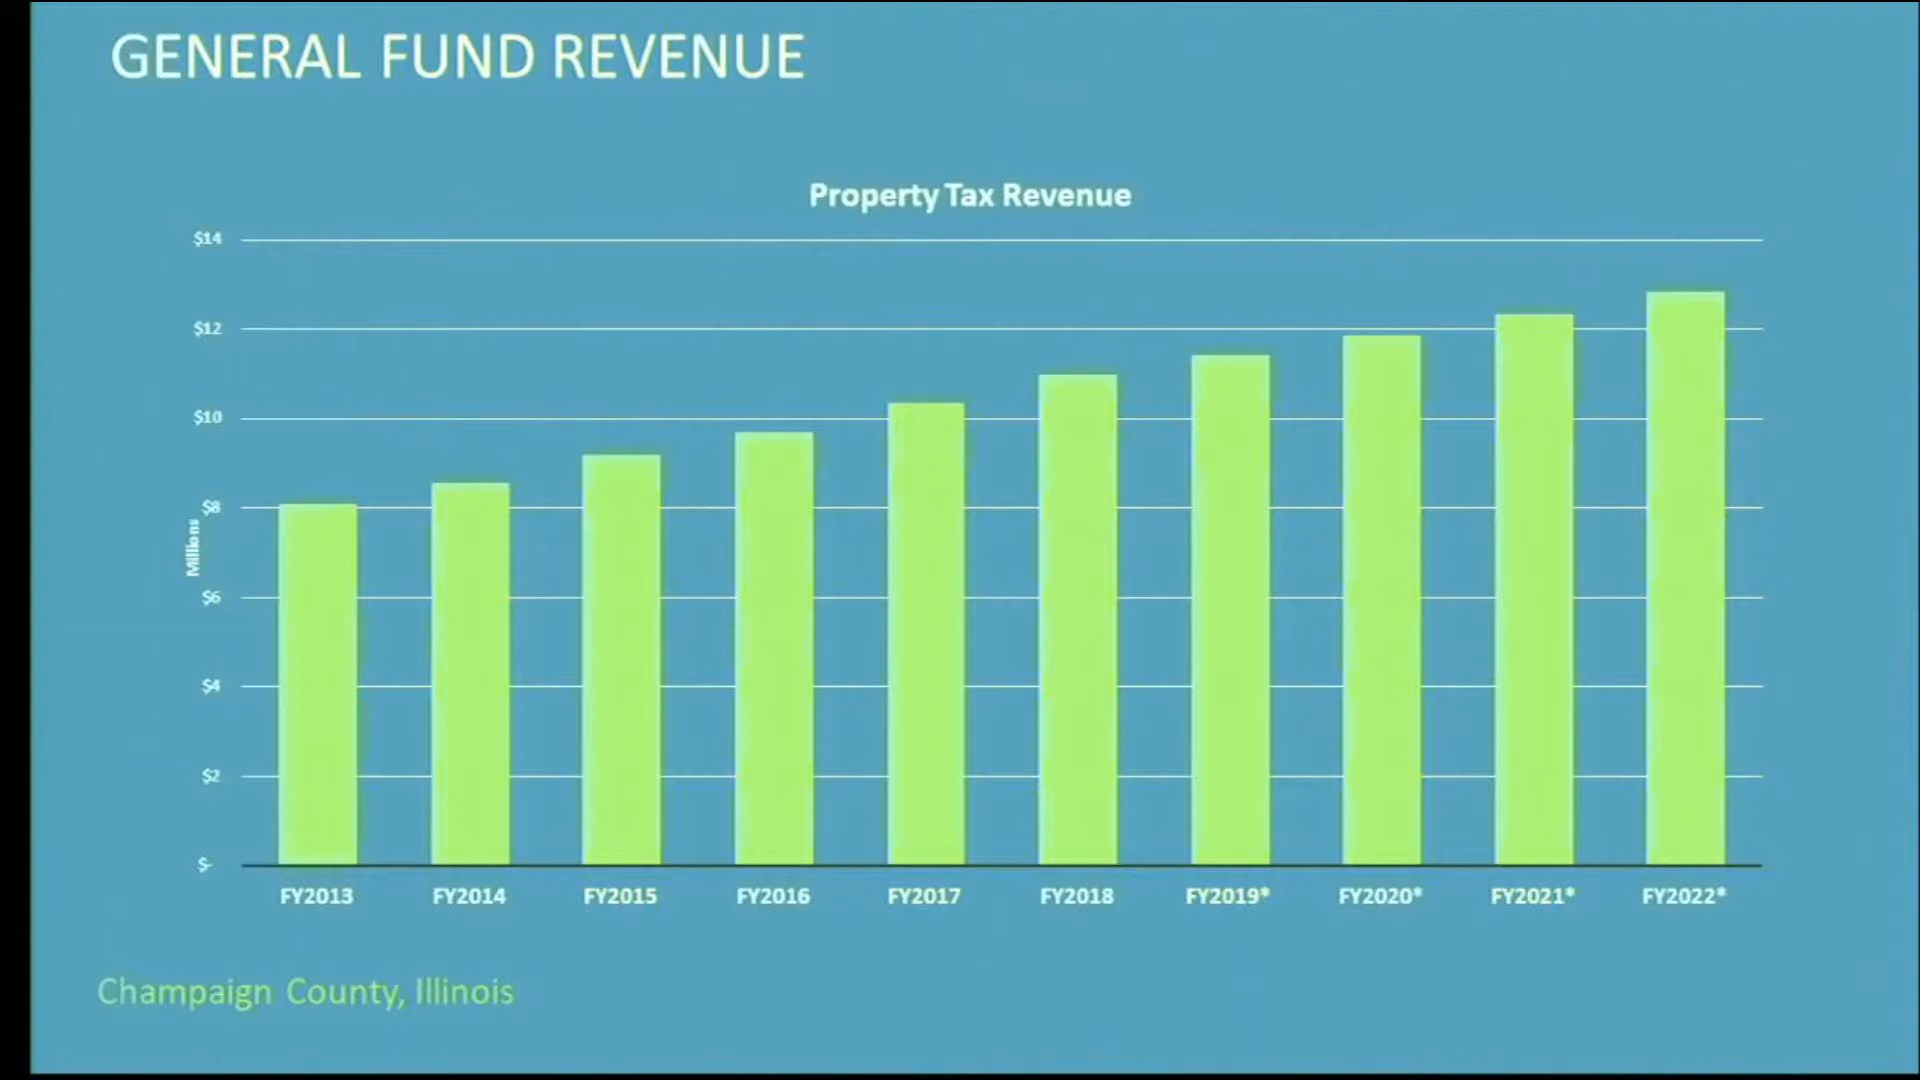 GENERAL FUND REVENUE
Property Tax Revenue
$14
$12
$10
$8
Millions
$6
$4
$2
$-
FY2013 FY2014 FY2015 FY2016 FY2017 FY2018 FY2019* FY2020* FY2021* FY2022*
Champaign County, Illinois